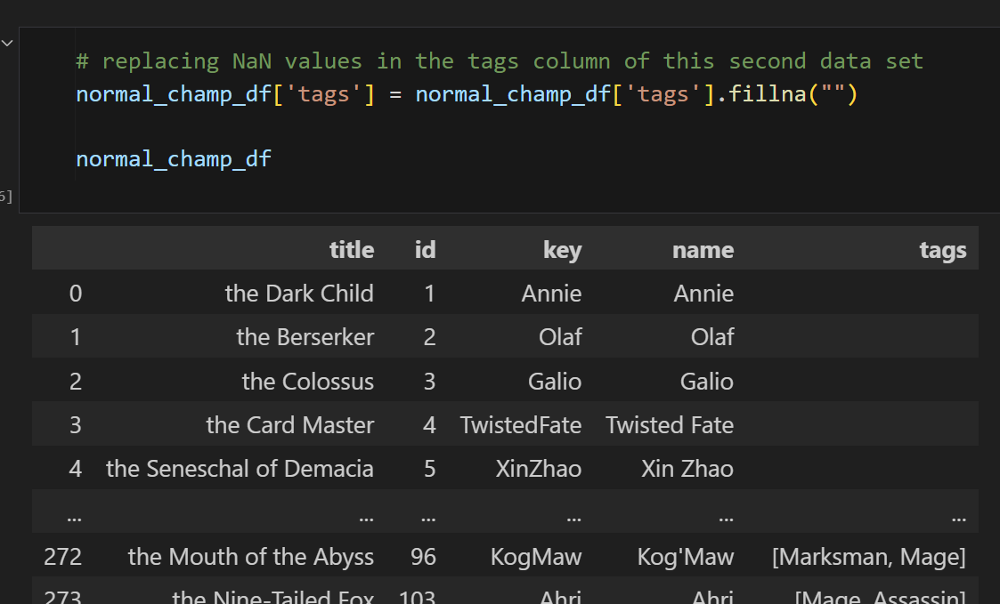 # replacing NaN values in the tags column of this second data set
normal_champ_df['tags'] = normal_champ_df['tags'].fillna("")
normal_champ_df
6]
title id key name tags
0 the Dark Child 1 Annie Annie
1 the Berserker 2 Olaf Olaf
2 the Colossus 3 Galio Galio
3 the Card Master 4 TwistedFate Twisted Fate
4 the Seneschal of Demacia 5 XinZhao Xin Zhao
... ... ... ... ... ...
272 the Mouth of the Abyss 96 KogMaw Kog'Maw [Marksman, Mage]
273 the Nine-Tailed Fox 103 Ahri Ahri [Mage, Assassin]